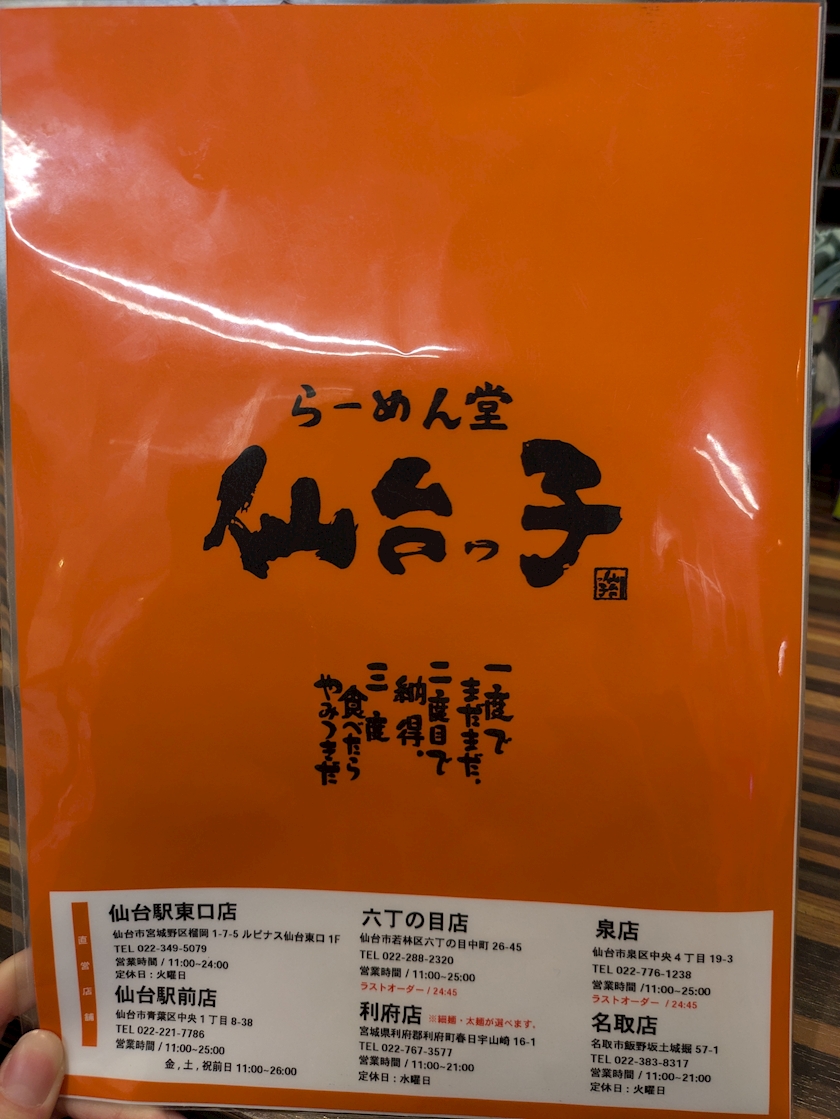 らーめん堂
仙台っ子
仙台っ子
一度で
まだまだ、
二度目で
納得、
三度
食べたら
やみつきだ
直営店舗
仙台駅東口店
仙台市宮城野区榴岡 1-7-5 ルビナス仙台東口 1F
TEL 022-349-5079
営業時間 / 11:00~24:00
定休日：火曜日
仙台駅前店
仙台市青葉区中央 1 丁目 8-38
TEL 022-221-7786
営業時間 / 11:00~25:00
金 , 土 , 祝前日 11:00~26:00
六丁の目店
仙台市若林区六丁の目中町 26-45
TEL 022-288-2320
営業時間 / 11:00~25:00
ラストオーダー / 24:45
利府店 ※細麺・太麺が選べます。
宮城県利府郡利府町春日宇山崎 16-1
TEL 022-767-3577
営業時間 / 11:00~21:00
定休日：水曜日
泉店
仙台市泉区中央 4 丁目 19-3
TEL 022-776-1238
営業時間 /11:00~25:00
ラストオーダー / 24:45
名取店
名取市飯野坂土城堀 57-1
TEL 022-383-8317
営業時間 / 11:00~21:00
定休日：火曜日